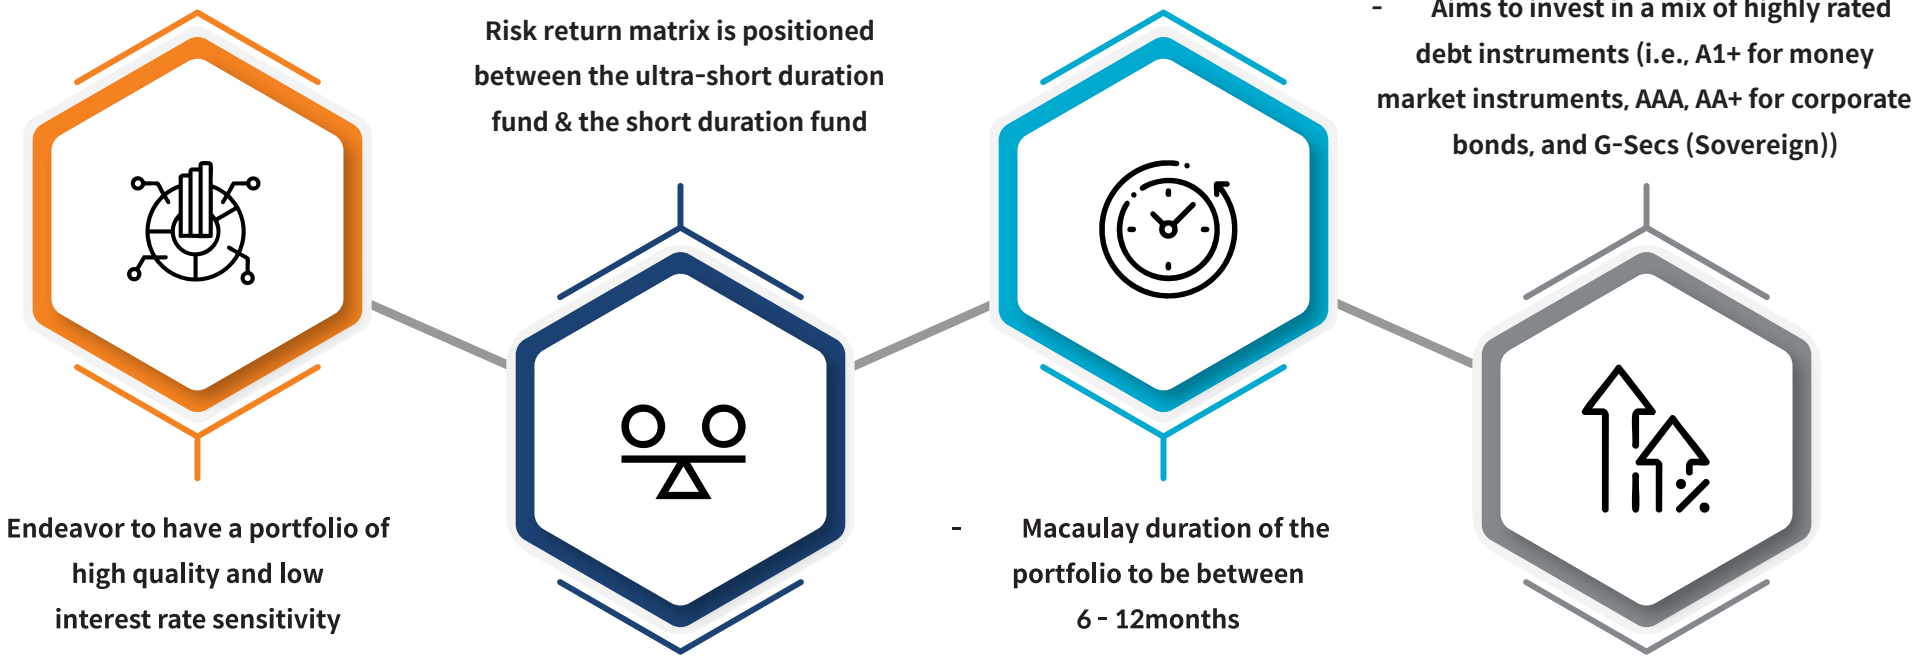 Endeavor to have a portfolio of
high quality and low
interest rate sensitivity
Risk return matrix is positioned
between the ultra-short duration
fund & the short duration fund
- Macaulay duration of the
portfolio to be between
6 - 12months
- Aims to invest in a mix of highly rated
debt instruments (i.e., A1+ for money
market instruments, AAA, AA+ for corporate
bonds, and G-Secs (Sovereign))